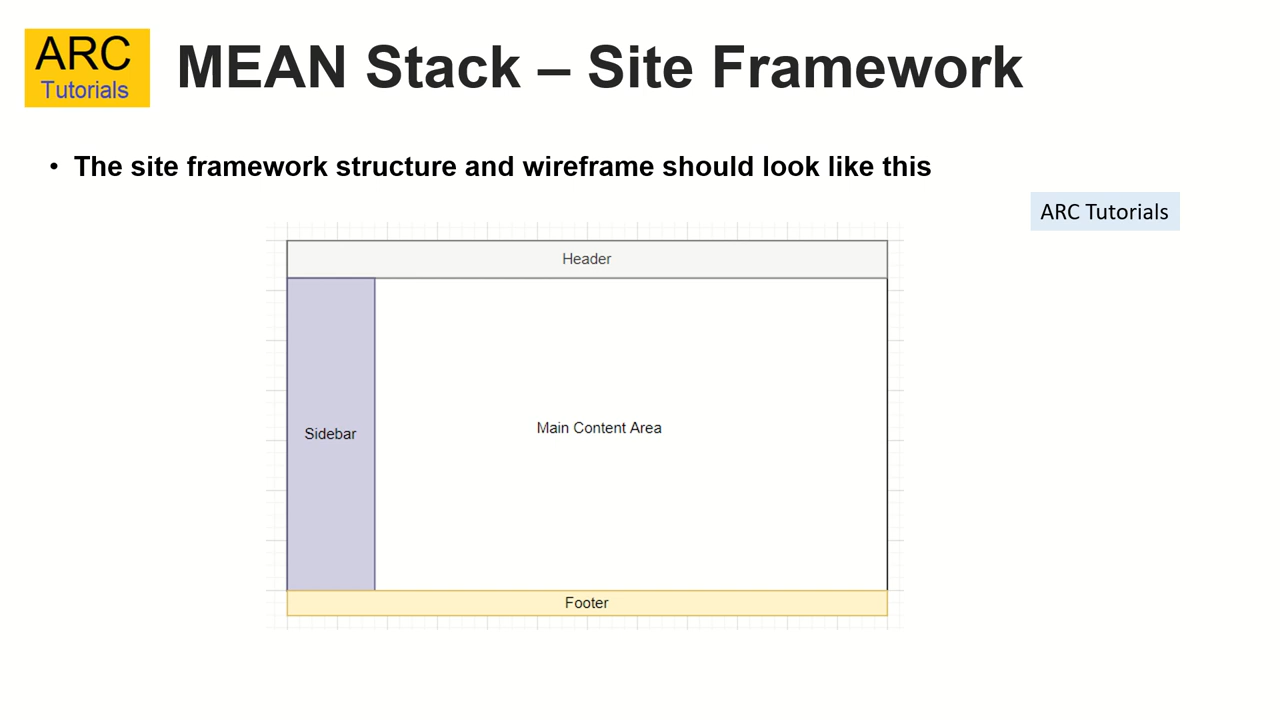 ARC
Tutorials
MEAN Stack – Site Framework
• The site framework structure and wireframe should look like this
ARC Tutorials
Header
Sidebar
Main Content Area
Footer